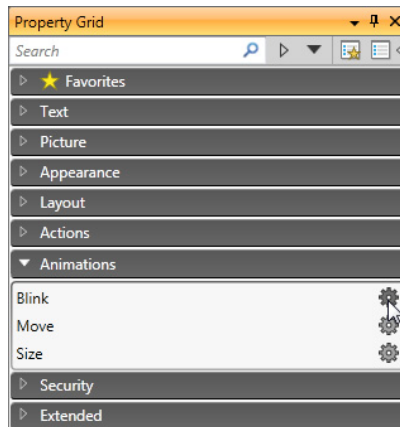 Property Grid
Search
Favorites
Text
Picture
Appearance
Layout
Actions
Animations
Blink
Move
Size
Security
Extended